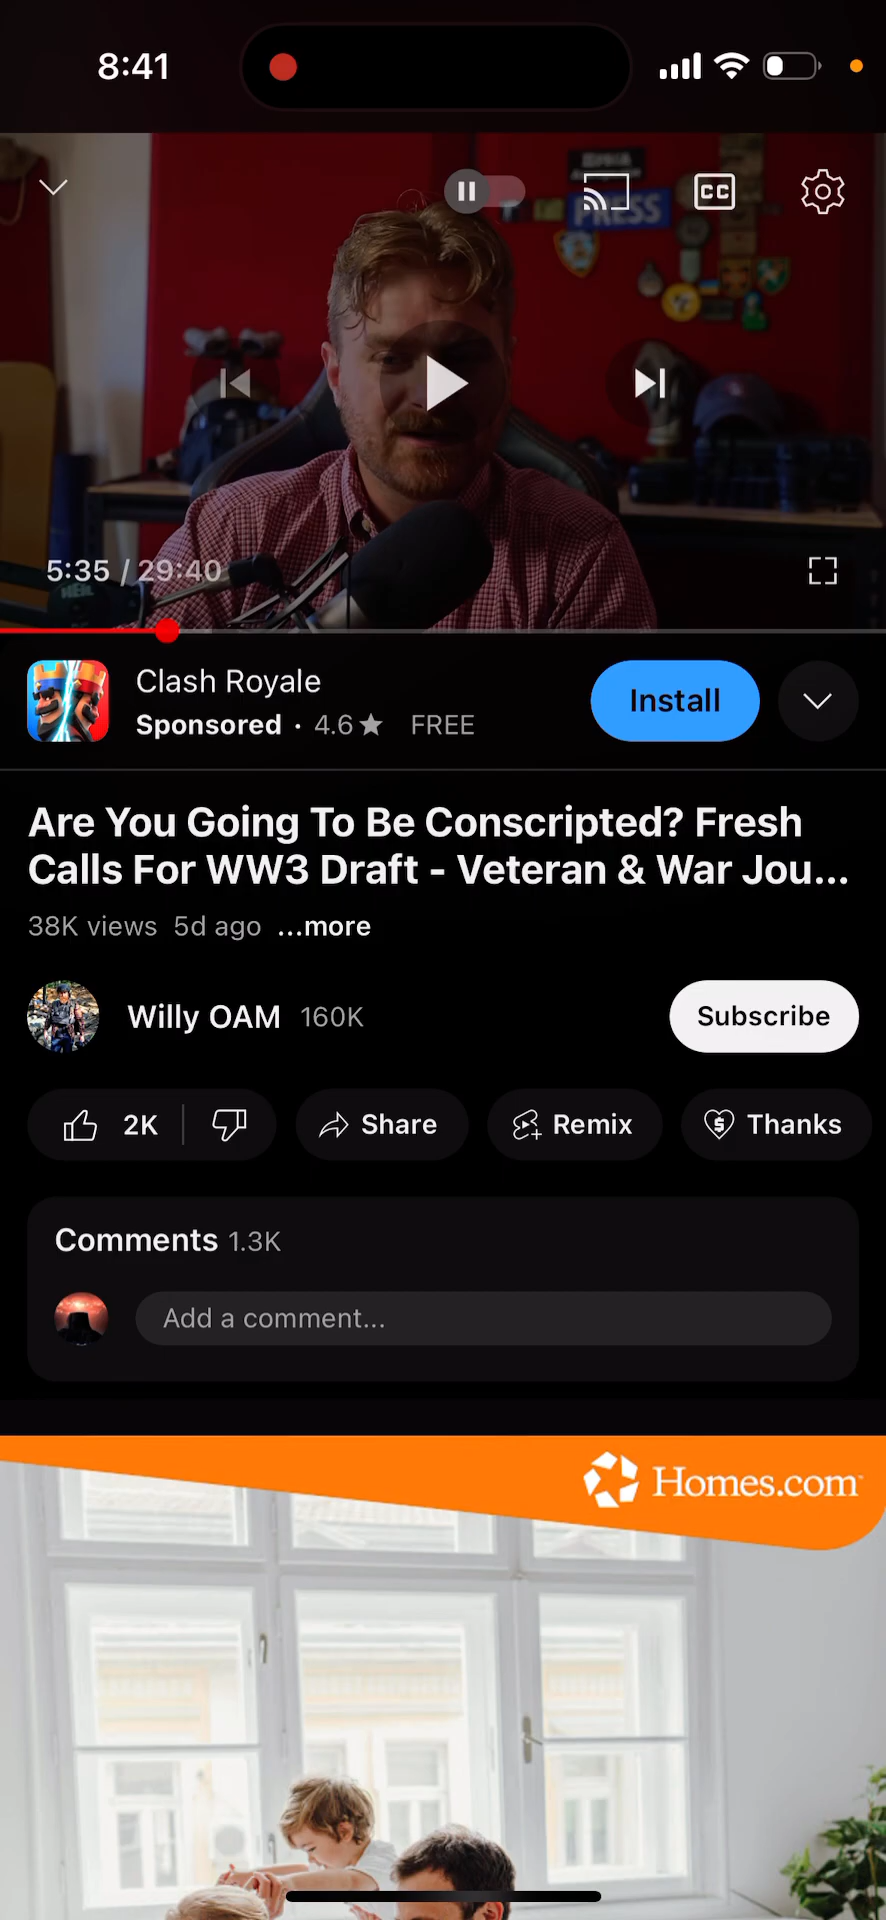 8:41
PRESS
CC
5:35 / 29:40
Clash Royale
Install
Sponsored · 4.6★ FREE
Are You Going To Be Conscripted? Fresh
Calls For WW3 Draft - Veteran & War Jou...
38K views 5d ago ...more
Willy OAM 160K
Subscribe
2K
Share
Remix
Thanks
Comments 1.3K
Add a comment...
Homes.com